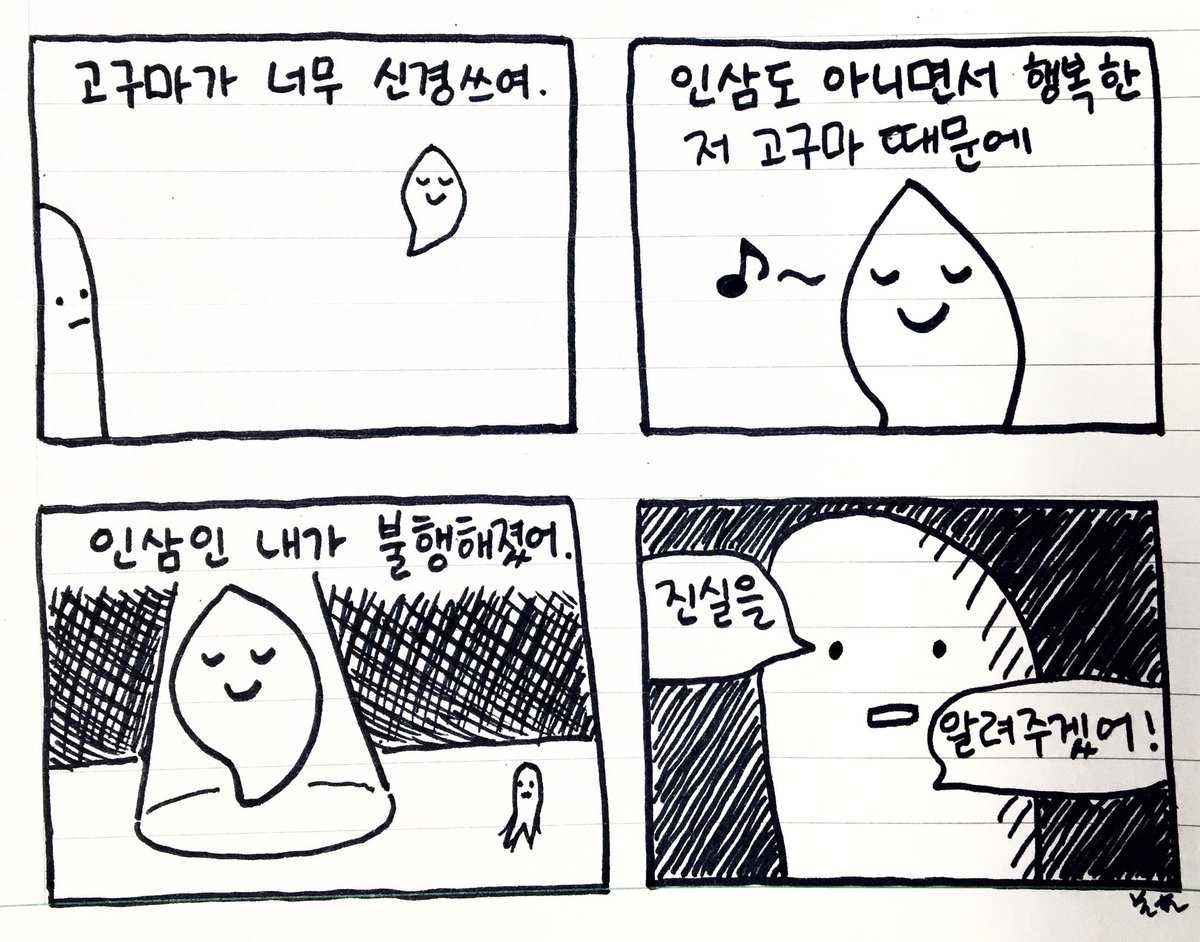 고구마가 너무 신경쓰여.
인삼도 아니면서 행복한
저 고구마 때문에
인삼인 내가 불행해졌어.
진실을
알려주겠어!